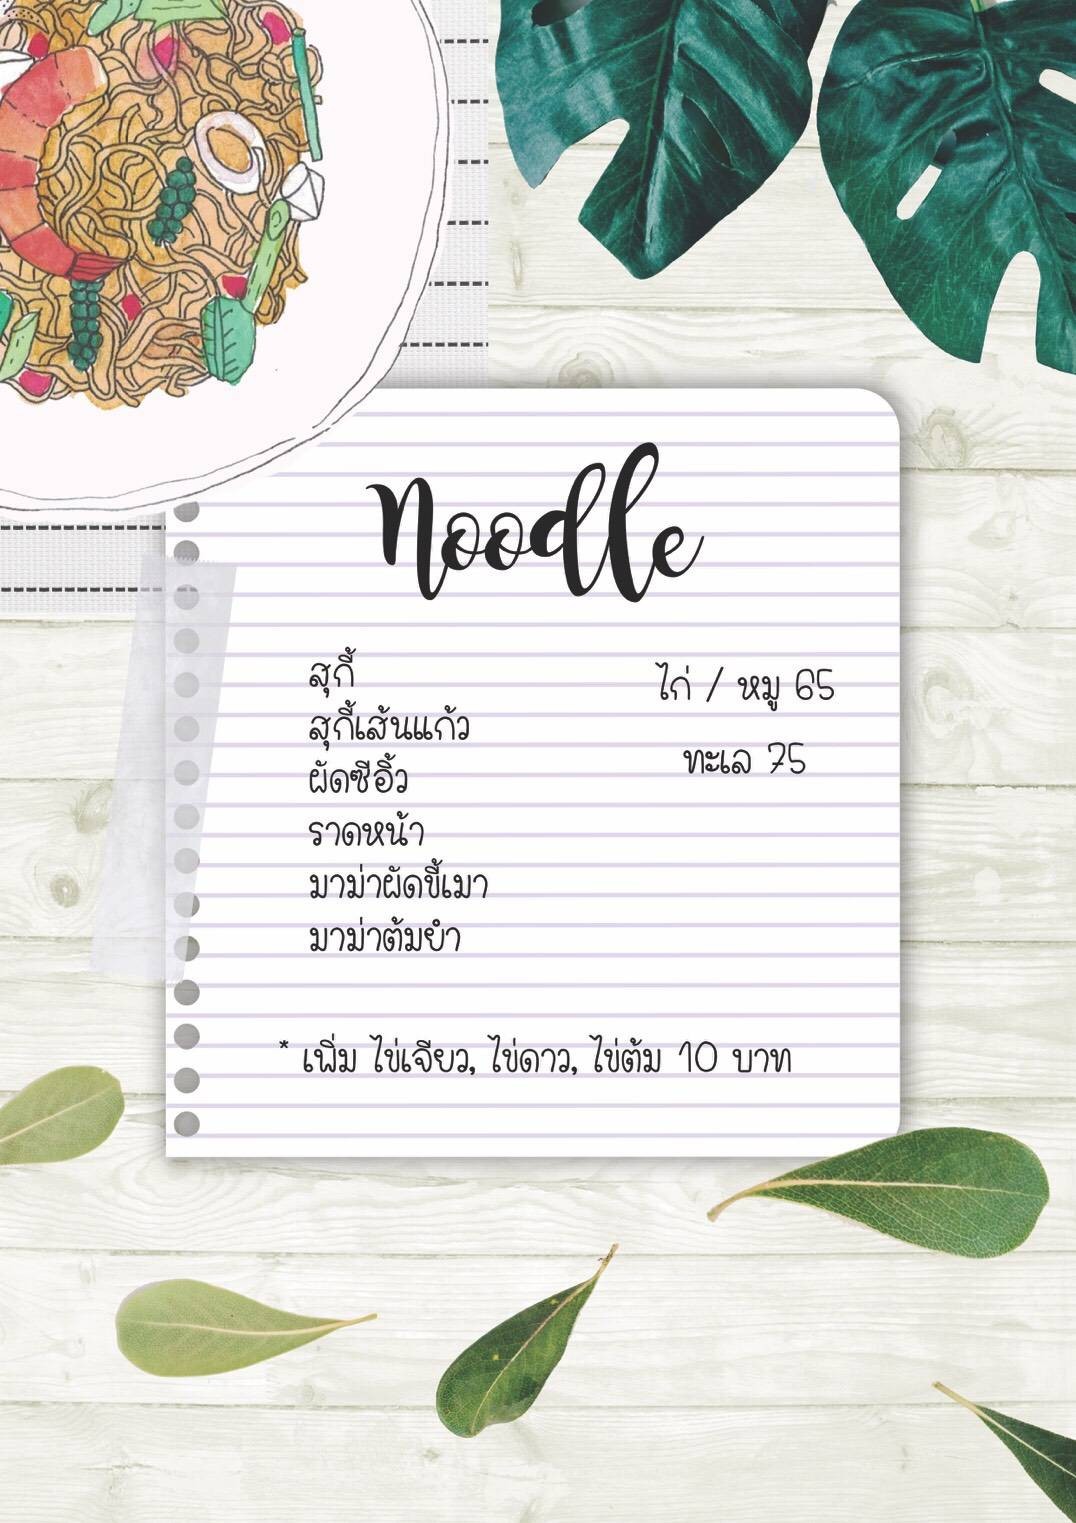 Noodle
สุกี้
ไก่ / หมู 65
สุกี้เส้นแก้ว
ทะเล 75
ผัดซีอิ้ว
ราดหน้า
มาม่าผัดขี้เมา
มาม่าต้มยำ
* เพิ่ม ไข่เจียว, ไข่ดาว, ไข่ต้ม 10 บาท